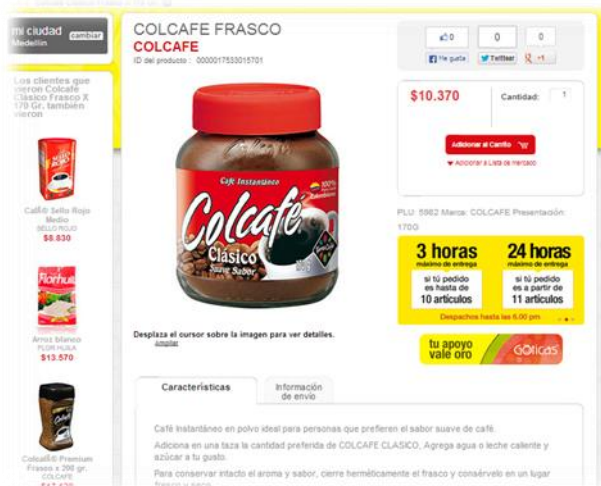 mi ciudad
Medellin
cambiar
Los clientes que
vieron Colcafé
Clásico Frasco X
170 Gr. también
vieron
SELLO ROJO
CafÃ© Sello Rojo
Medio
SELLO ROJO
$8.830
Florhuila
Arroz blanco
FLOR HUILA
$13.570
ColcafÃ© Premium
Frasco x 200 gr.
COLCAFE
COLCAFE FRASCO
COLCAFE
ID del producto : 0000017533015701
Café Instantáneo
100%
Colcafé
Clásico
Suave Sabor
Desplaza el cursor sobre la imagen para ver detalles.
Ampliar
0
0
0
Me gusta
Twittear
+1
$10.370
Cantidad:
1
Adicionar al Carrito
Adicionar a Lista de mercado
PLU: 5982 Marca: COLCAFE Presentación:
170G
3 horas
máximo de entrega
si tú pedido
es hasta de
10 artículos
24 horas
máximo de entrega
si tú pedido
es a partir de
11 artículos
Despachos hasta las 6:00 pm
tu apoyo
vale oro
GOticas
Características
Información
de envío
Café Instantáneo en polvo ideal para personas que prefieren el sabor suave de café.
Adiciona en una taza la cantidad preferida de COLCAFE CLASICO, Agrega agua o leche caliente y
azúcar a tu gusto.
Para conservar intacto el aroma y sabor, cierre herméticamente el frasco y consérvelo en un lugar